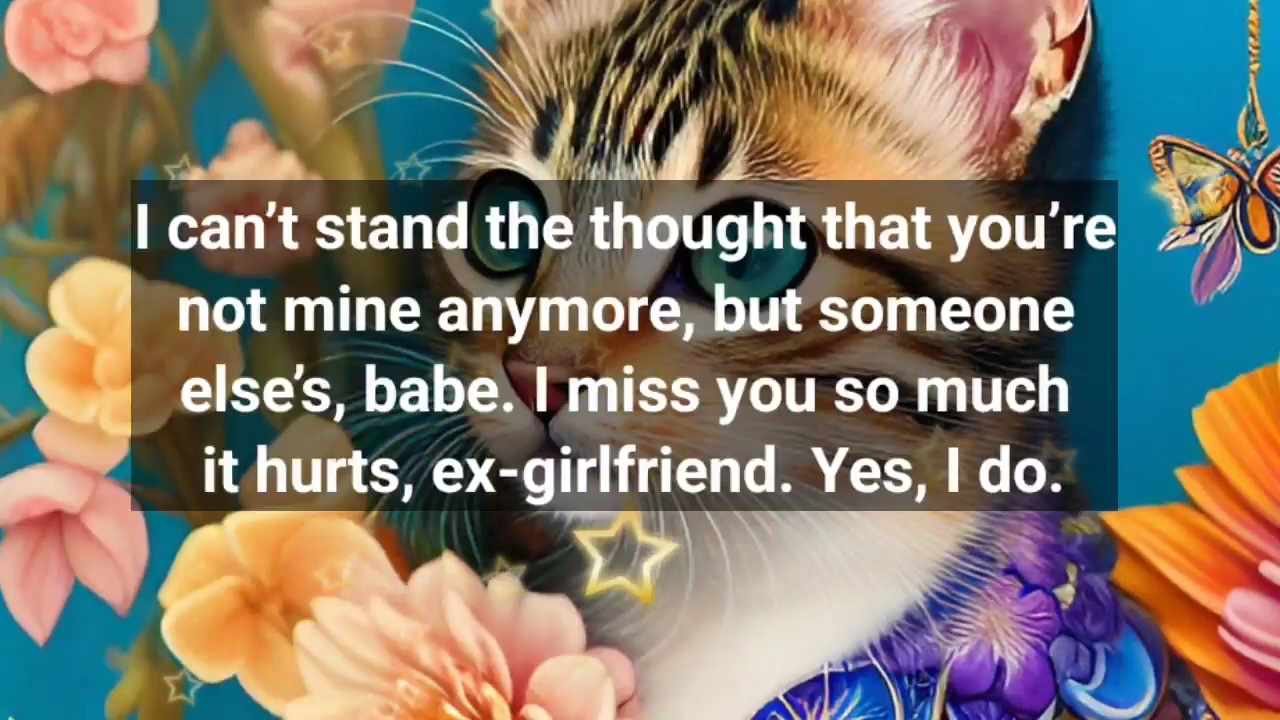 I can’t stand the thought that you’re
not mine anymore, but someone
else’s, babe. I miss you so much
it hurts, ex-girlfriend. Yes, I do.